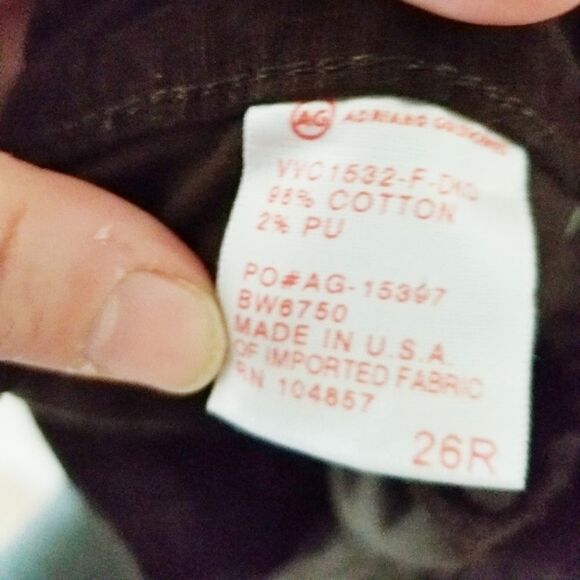 AG ADRIANO GOLDSCHMIED
98% COTTON
2% PU
PO#AG-15397
BW6750
MADE IN U.S.A.
OF IMPORTED FABRIC
RN 104857
26R